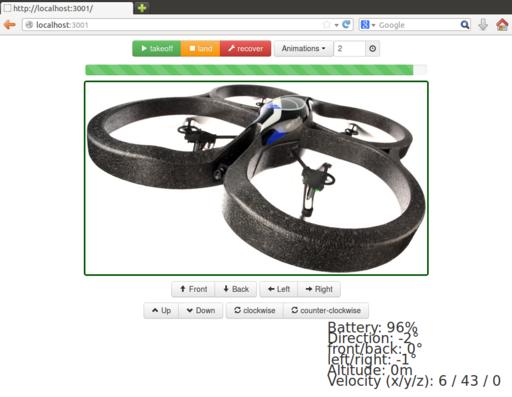 http://localhost:3001/
localhost:3001
Google
takeoff land recover Animations 2
Front Back Left Right
Up Down clockwise counter-clockwise
Battery: 96%
Direction: -2°
front/back: 0°
left/right: -1°
Altitude: 0m
Velocity (x/y/z): 6 / 43 / 0